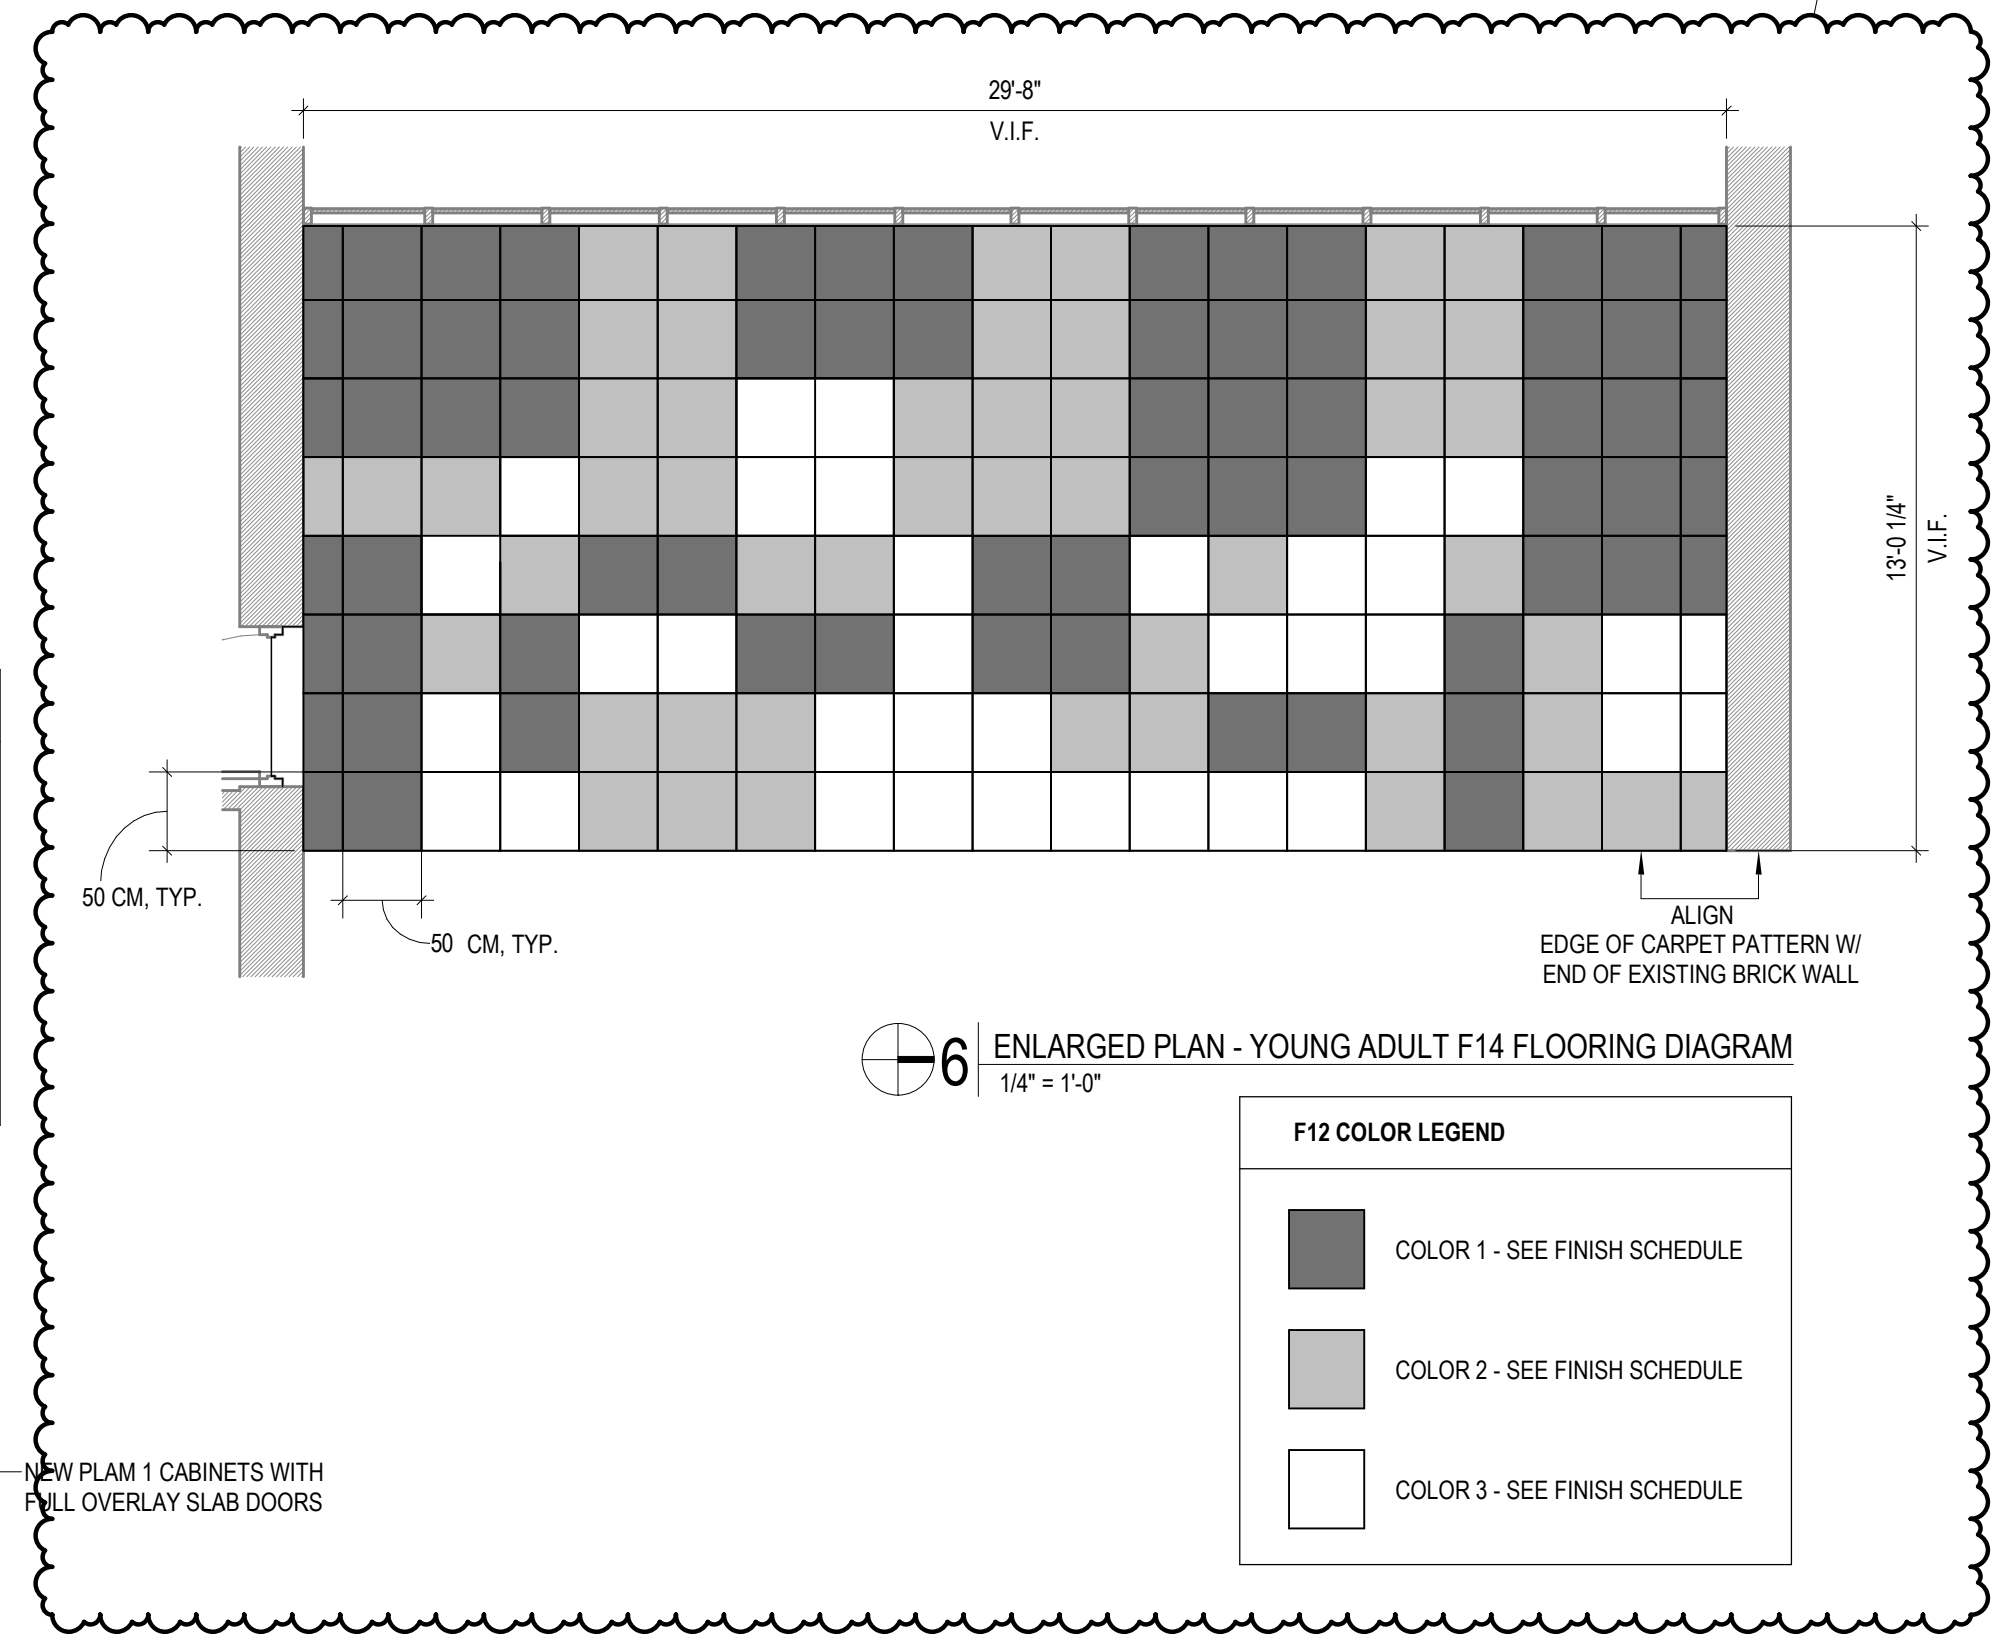 29'-8"
V.I.F.
13'-0 1/4"
V.I.F.
50 CM, TYP.
50 CM, TYP.
ALIGN
EDGE OF CARPET PATTERN W/
END OF EXISTING BRICK WALL
6
ENLARGED PLAN - YOUNG ADULT F14 FLOORING DIAGRAM
1/4" = 1'-0"
F12 COLOR LEGEND
COLOR 1 - SEE FINISH SCHEDULE
COLOR 2 - SEE FINISH SCHEDULE
COLOR 3 - SEE FINISH SCHEDULE
NEW PLAM 1 CABINETS WITH
FULL OVERLAY SLAB DOORS